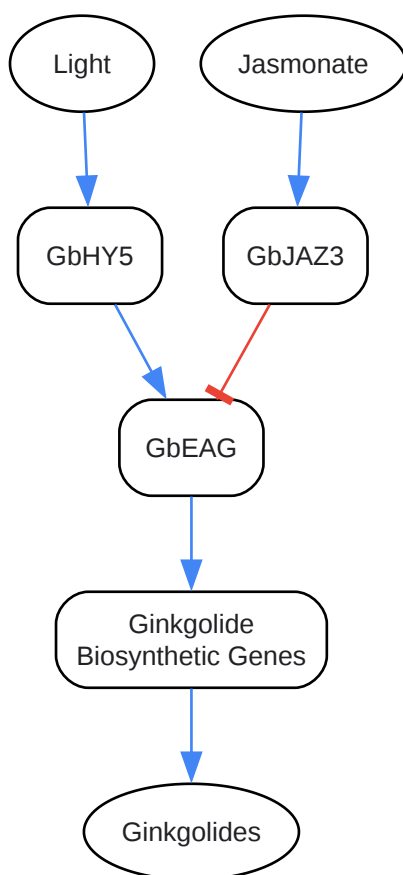 Light
Jasmonate
GbHY5
GbJAZ3
GbEAG
Ginkgolide
Biosynthetic Genes
Ginkgolides